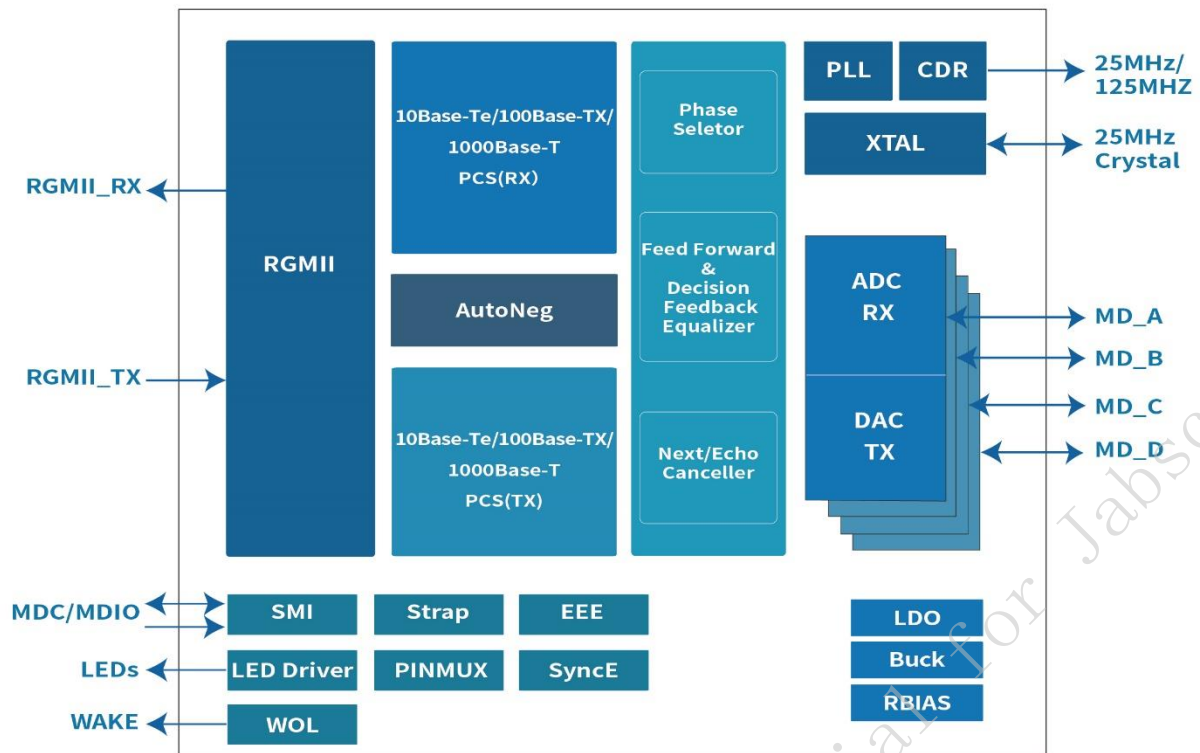 RGMII_RX
RGMII_TX
RGMII
10Base-Te/100Base-TX/
1000Base-T
PCS(RX)
AutoNeg
10Base-Te/100Base-TX/
1000Base-T
PCS(TX)
Phase
Seletor
Feed Forward
&
Decision
Feedback
Equalizer
Next/Echo
Canceller
PLL
CDR
25MHz/
125MHZ
XTAL
25MHz
Crystal
ADC
RX
DAC
TX
MD_A
MD_B
MD_C
MD_D
MDC/MDIO
SMI
Strap
EEE
LEDs
LED Driver
PINMUX
SyncE
WAKE
WOL
LDO
Buck
RBIAS
for